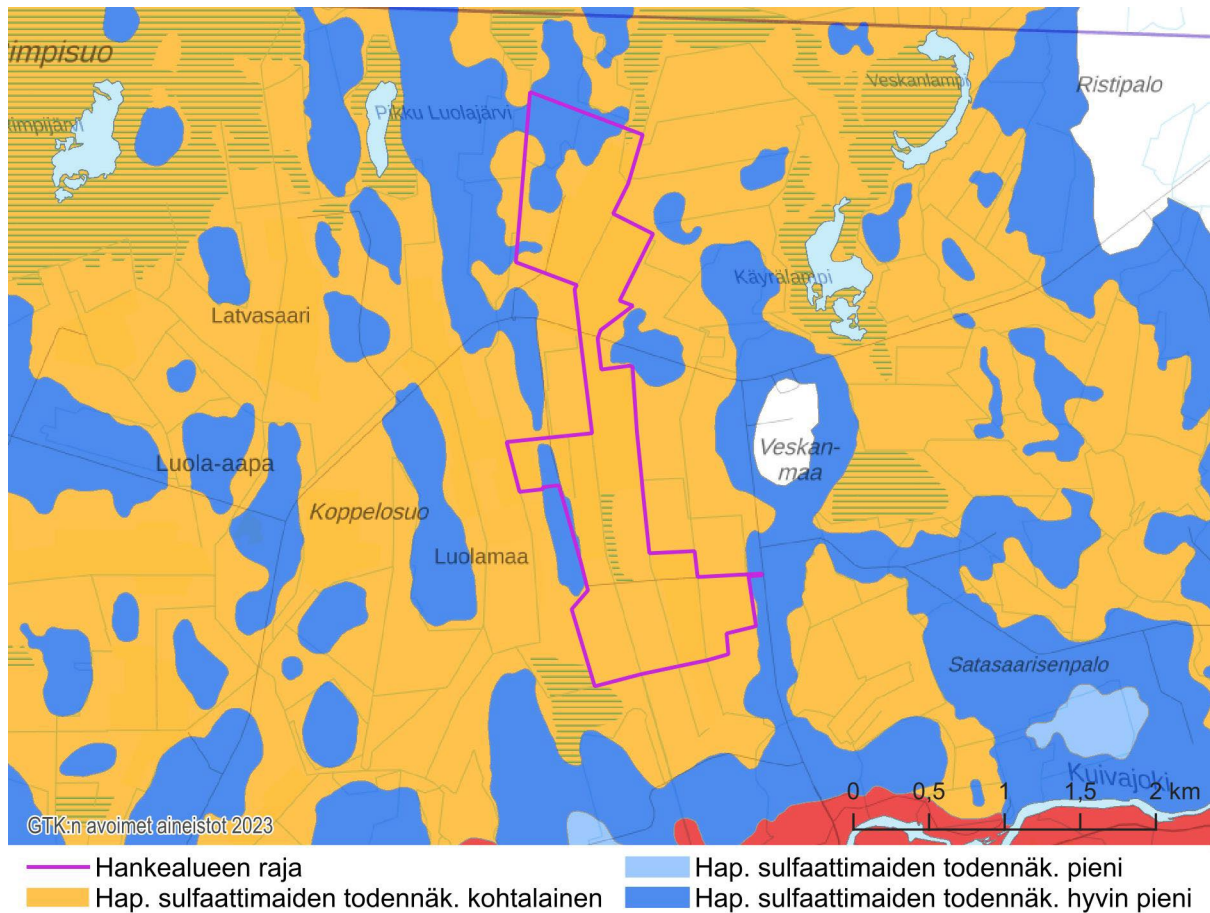 impisuo
Ristipalo
Veskanlampi
Pikku Luolajärvi
impijärvi
Käyrälampi
Latvasaari
Veskan-
maa
Luola-aapa
Koppelosuo
Luolamaa
Satasaarisenpalo
Kuivajoki
0 0,5 1 1,5 2 km
GTK:n avoimet aineistot 2023
Hankealueen raja
Hap. sulfaattimaiden todennäk. pieni
Hap. sulfaattimaiden todennäk. kohtalainen
Hap. sulfaattimaiden todennäk. hyvin pieni